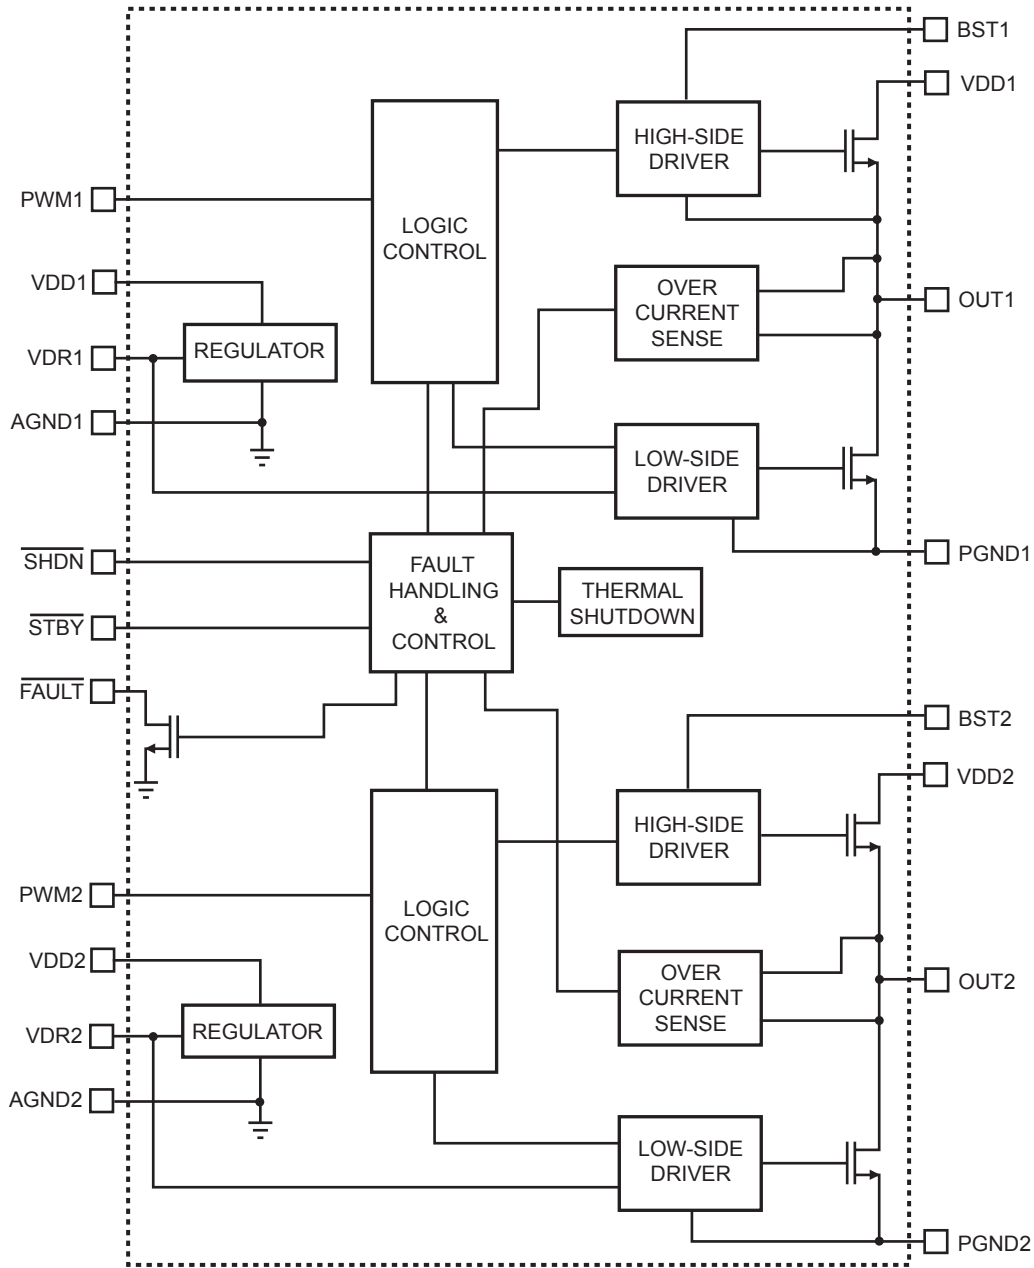 BST1
VDD1
HIGH-SIDE
DRIVER
PWM1
LOGIC
CONTROL
VDD1
OVER
CURRENT
SENSE
OUT1
REGULATOR
VDR1
AGND1
LOW-SIDE
DRIVER
PGND1
SHDN
FAULT
HANDLING
&
CONTROL
THERMAL
SHUTDOWN
STBY
FAULT
BST2
VDD2
HIGH-SIDE
DRIVER
PWM2
LOGIC
CONTROL
VDD2
OVER
CURRENT
SENSE
OUT2
REGULATOR
VDR2
AGND2
LOW-SIDE
DRIVER
PGND2